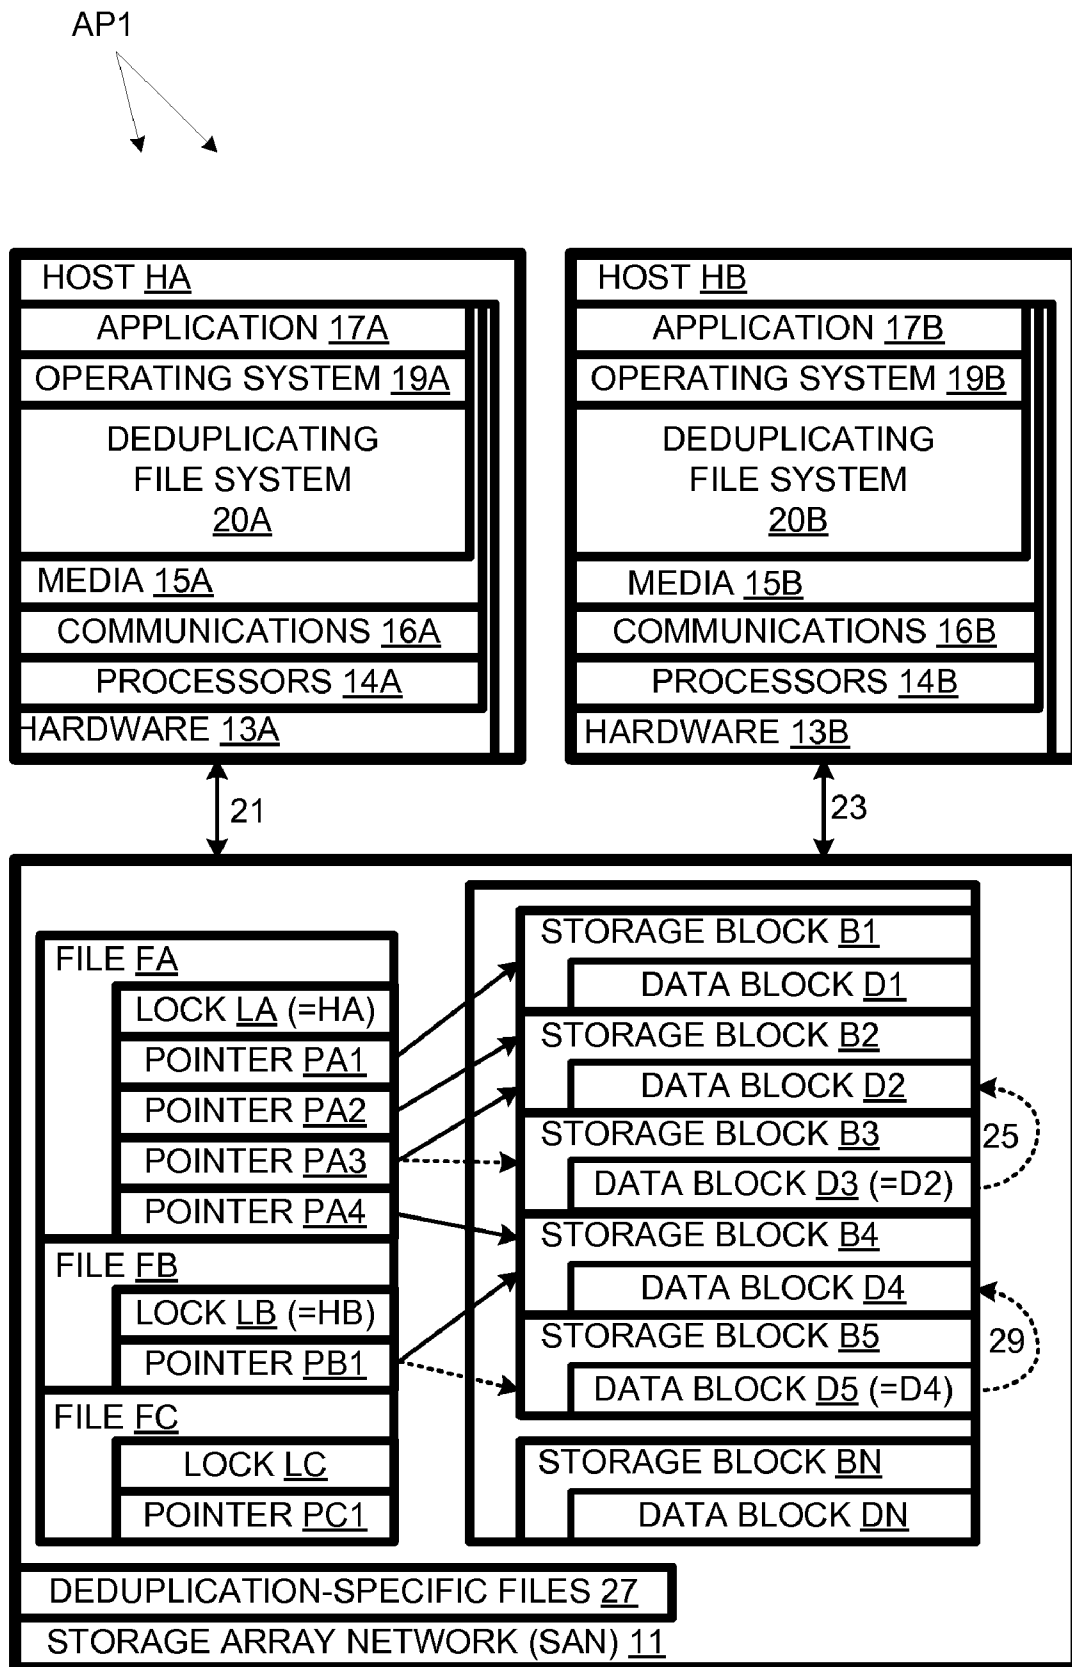 AP1
HOST HA
APPLICATION 17A
OPERATING SYSTEM 19A
DEDUPLICATING
FILE SYSTEM
20A
MEDIA 15A
COMMUNICATIONS 16A
PROCESSORS 14A
HARDWARE 13A
HOST HB
APPLICATION 17B
OPERATING SYSTEM 19B
DEDUPLICATING
FILE SYSTEM
20B
MEDIA 15B
COMMUNICATIONS 16B
PROCESSORS 14B
HARDWARE 13B
21
23
FILE FA
LOCK LA (=HA)
POINTER PA1
POINTER PA2
POINTER PA3
POINTER PA4
FILE FB
LOCK LB (=HB)
POINTER PB1
FILE FC
LOCK LC
POINTER PC1
STORAGE BLOCK B1
DATA BLOCK D1
STORAGE BLOCK B2
DATA BLOCK D2
STORAGE BLOCK B3
DATA BLOCK D3 (=D2)
25
STORAGE BLOCK B4
DATA BLOCK D4
STORAGE BLOCK B5
DATA BLOCK D5 (=D4)
29
STORAGE BLOCK BN
DATA BLOCK DN
DEDUPLICATION-SPECIFIC FILES 27
STORAGE ARRAY NETWORK (SAN) 11